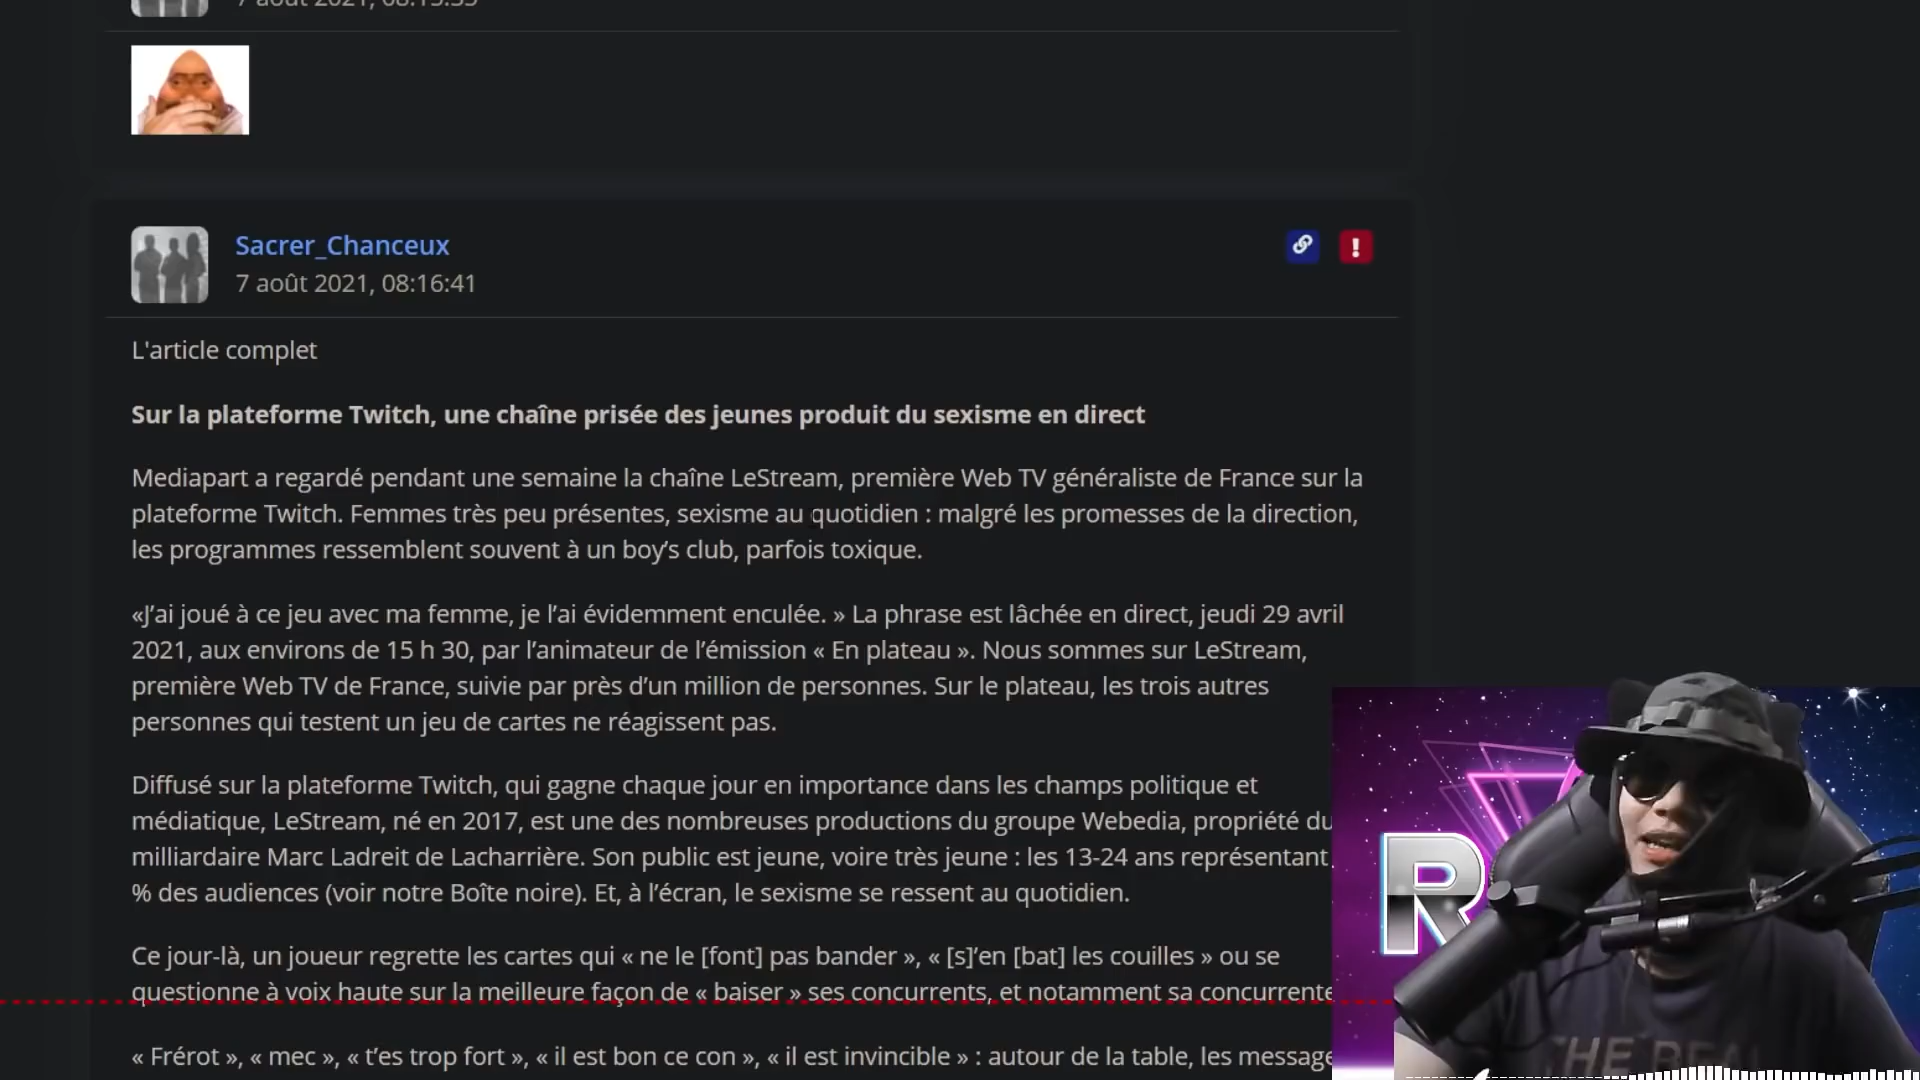 7 août 2021, 08:15:35
Sacrer_Chanceux
7 août 2021, 08:16:41
L'article complet
Sur la plateforme Twitch, une chaîne prisée des jeunes produit du sexisme en direct
Mediapart a regardé pendant une semaine la chaîne LeStream, première Web TV généraliste de France sur la
plateforme Twitch. Femmes très peu présentes, sexisme au quotidien : malgré les promesses de la direction,
les programmes ressemblent souvent à un boy’s club, parfois toxique.
«J’ai joué à ce jeu avec ma femme, je l’ai évidemment enculée. » La phrase est lâchée en direct, jeudi 29 avril
2021, aux environs de 15 h 30, par l’animateur de l’émission « En plateau ». Nous sommes sur LeStream,
première Web TV de France, suivie par près d’un million de personnes. Sur le plateau, les trois autres
personnes qui testent un jeu de cartes ne réagissent pas.
Diffusé sur la plateforme Twitch, qui gagne chaque jour en importance dans les champs politique et
médiatique, LeStream, né en 2017, est une des nombreuses productions du groupe Webedia, propriété du
milliardaire Marc Ladreit de Lacharrière. Son public est jeune, voire très jeune : les 13-24 ans représentant
% des audiences (voir notre Boîte noire). Et, à l’écran, le sexisme se ressent au quotidien.
Ce jour-là, un joueur regrette les cartes qui « ne le [font] pas bander », « [s]’en [bat] les couilles » ou se
questionne à voix haute sur la meilleure façon de « baiser » ses concurrents, et notamment sa concurrente
« Frérot », « mec », « t’es trop fort », « il est bon ce con », « il est invincible » : autour de la table, les message
R
THE REA